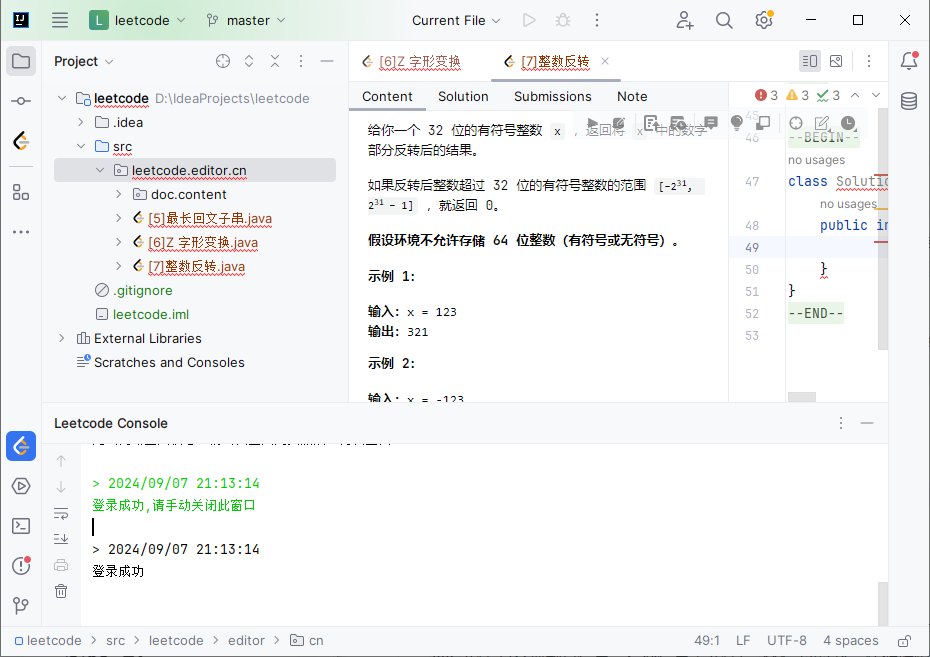 leetcode master Current File
Project
leetcode D:\IdeaProjects\leetcode
.idea
src
leetcode.editor.cn
doc.content
[5]最长回文子串.java
[6]Z 字形变换.java
[7]整数反转.java
.gitignore
leetcode.iml
External Libraries
Scratches and Consoles
[6]Z 字形变换 [7]整数反转
Content Solution Submissions Note
给你一个 32 位的有符号整数 x ，返回将 x 中的数字
部分反转后的结果。
如果反转后整数超过 32 位的有符号整数的范围 [−2³¹,
2³¹ − 1] ，就返回 0。
假设环境不允许存储 64 位整数（有符号或无符号）。
示例 1：
输入：x = 123
输出：321
示例 2：
输入：x = -123
3 3 3
45
46 --BEGIN--
no usages
47 class Solutio
no usages
48 public in
49
50 }
51 }
52 --END--
53
Leetcode Console
> 2024/09/07 21:13:14
登录成功,请手动关闭此窗口
> 2024/09/07 21:13:14
登录成功
leetcode > src > leetcode > editor > cn 49:1 LF UTF-8 4 spaces